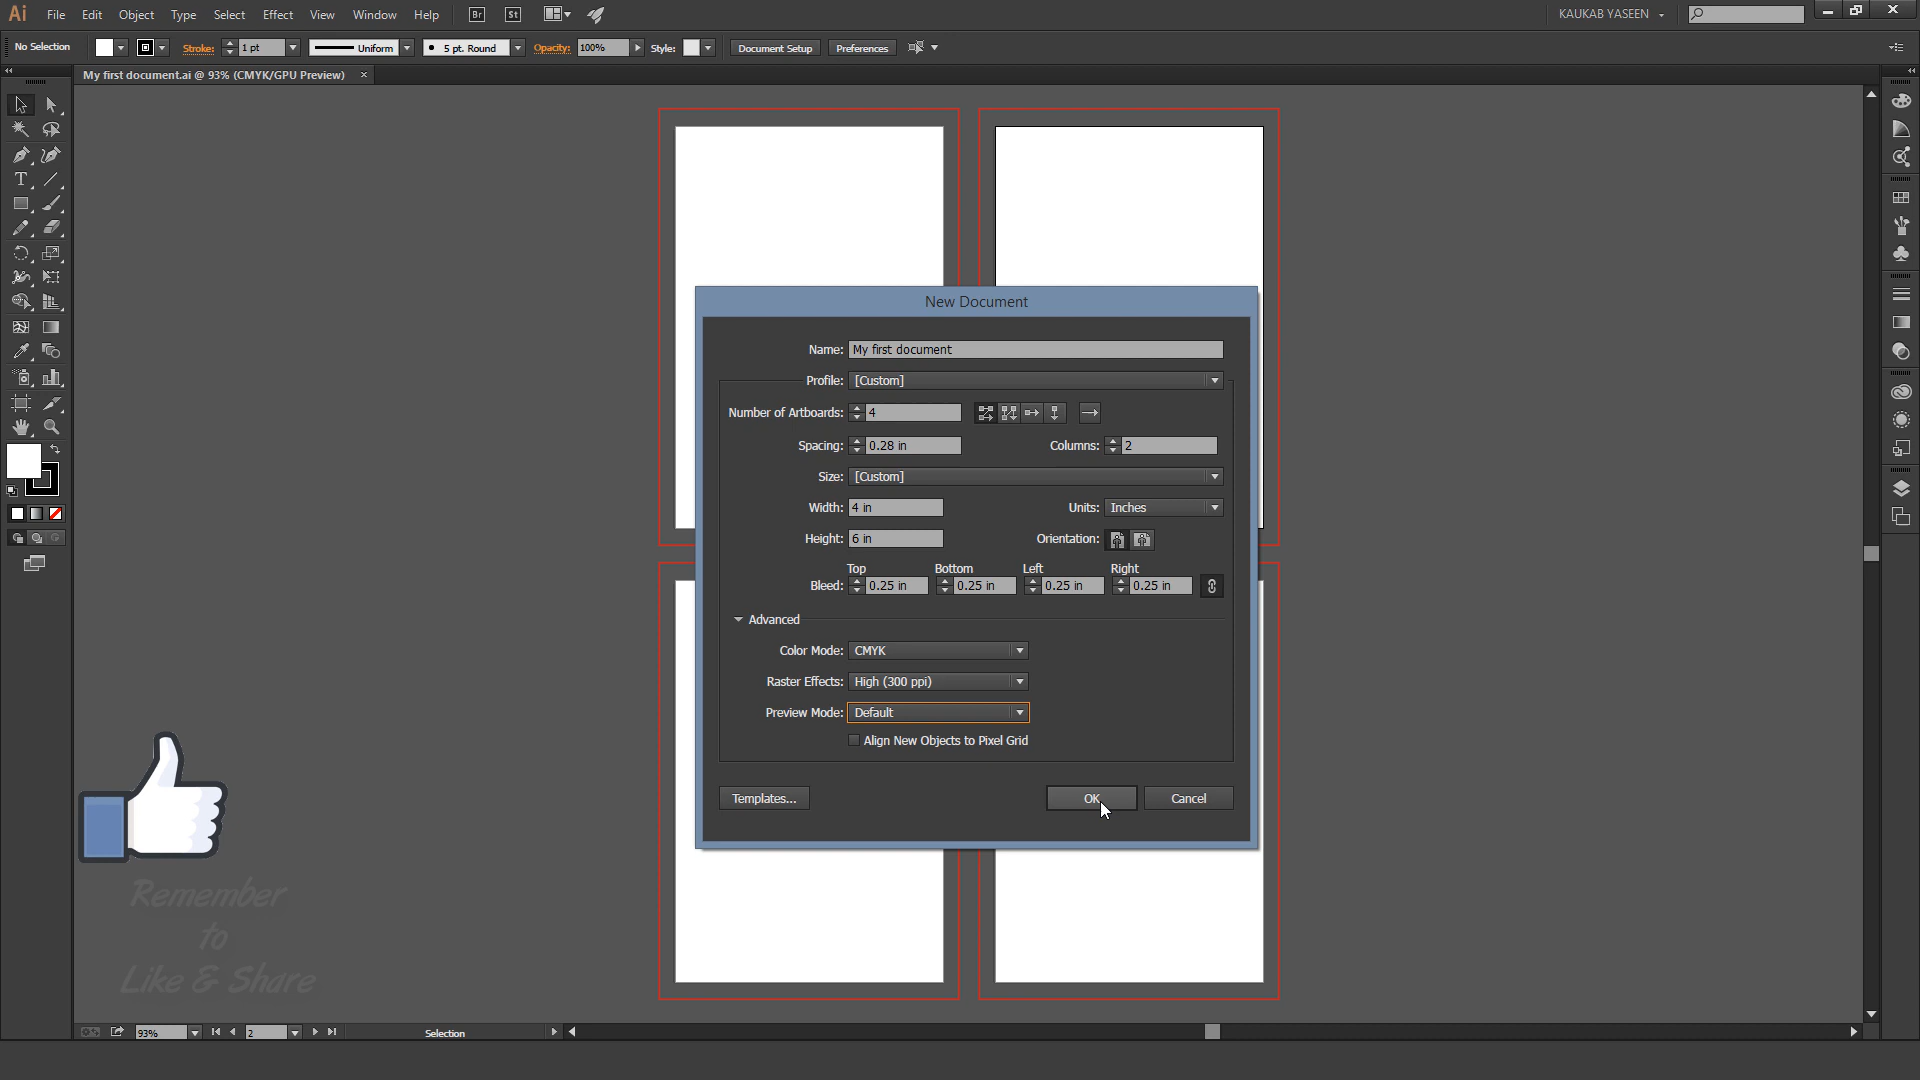 Ai File Edit Object Type Select Effect View Window Help Br St KAUKAB YASEEN
No Selection Stroke: 1 pt Uniform 5 pt. Round Opacity: 100% Style: Document Setup Preferences
My first document.ai @ 93% (CMYK/GPU Preview) ×
New Document
Name: My first document
Profile: [Custom]
Number of Artboards: 4
Spacing: 0.28 in Columns: 2
Size: [Custom]
Width: 4 in Units: Inches
Height: 6 in Orientation:
Top Bottom Left Right
Bleed: 0.25 in 0.25 in 0.25 in 0.25 in
Advanced
Color Mode: CMYK
Raster Effects: High (300 ppi)
Preview Mode: Default
Align New Objects to Pixel Grid
Templates... OK Cancel
Remember
to
Like & Share
93% 2 Selection